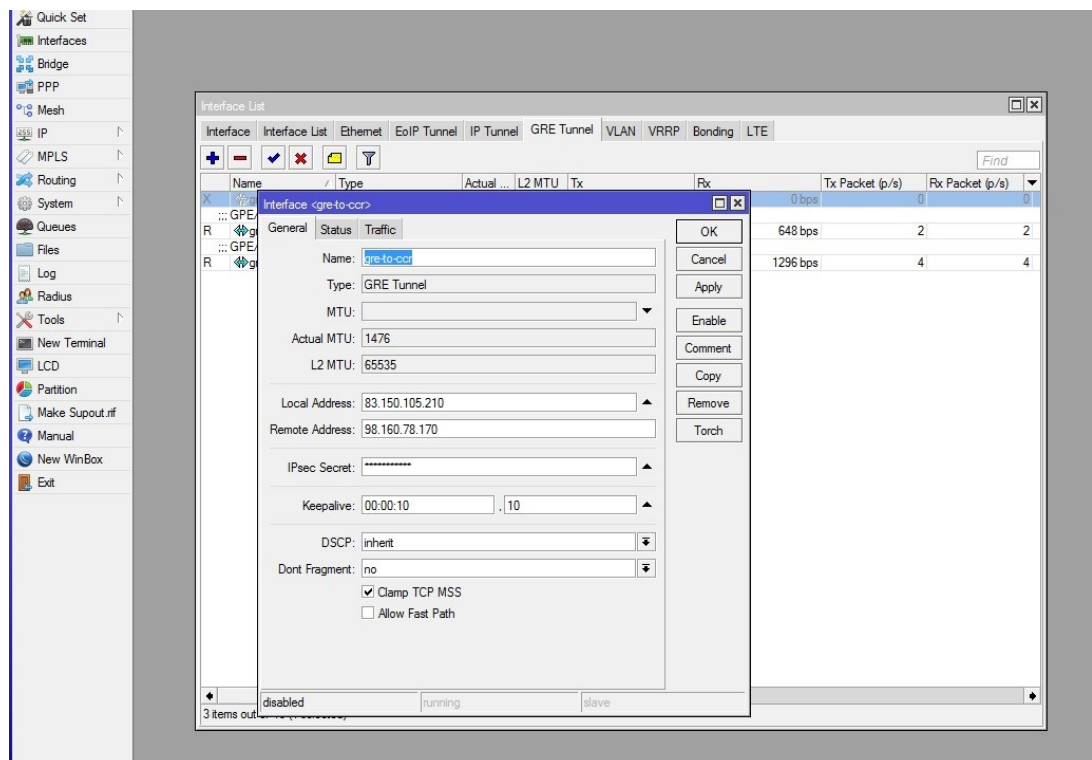 Quick Set
Interfaces
Bridge
PPP
Mesh
IP
MPLS
Routing
System
Queues
Files
Log
Radius
Tools
New Terminal
LCD
Partition
Make Supout.rif
Manual
New WinBox
Exit
Interface List
Interface Interface List Ethernet EoIP Tunnel IP Tunnel GRE Tunnel VLAN VRRP Bonding LTE
Find
Name / Type Actual ... L2 MTU Tx Rx Tx Packet (p/s) Rx Packet (p/s)
X 0 bps 0 0
::: GPE/
R 648 bps 2 2
::: GPE/
R 1296 bps 4 4
Interface <gre-to-ccr>
General Status Traffic
Name: gre-to-ccr
Type: GRE Tunnel
MTU:
Actual MTU: 1476
L2 MTU: 65535
Local Address: 83.150.105.210
Remote Address: 98.160.78.170
IPsec Secret: ***********
Keepalive: 00:00:10 , 10
DSCP: inherit
Dont Fragment: no
Clamp TCP MSS
Allow Fast Path
OK
Cancel
Apply
Enable
Comment
Copy
Remove
Torch
disabled running slave
3 items out